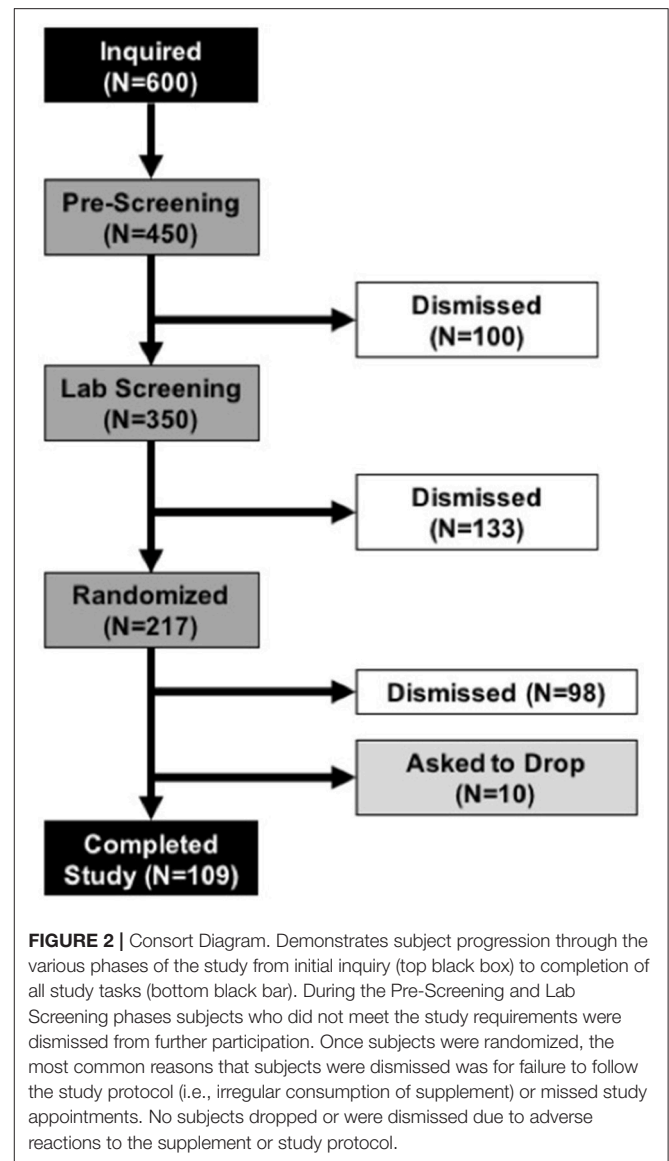 Inquired
(N=600)
Pre-Screening
(N=450)
Dismissed
(N=100)
Lab Screening
(N=350)
Dismissed
(N=133)
Randomized
(N=217)
Dismissed (N=98)
Asked to Drop
(N=10)
Completed
Study (N=109)
FIGURE 2 | Consort Diagram. Demonstrates subject progression through the
various phases of the study from initial inquiry (top black box) to completion of
all study tasks (bottom black bar). During the Pre-Screening and Lab
Screening phases subjects who did not meet the study requirements were
dismissed from further participation. Once subjects were randomized, the
most common reasons that subjects were dismissed was for failure to follow
the study protocol (i.e., irregular consumption of supplement) or missed study
appointments. No subjects dropped or were dismissed due to adverse
reactions to the supplement or study protocol.